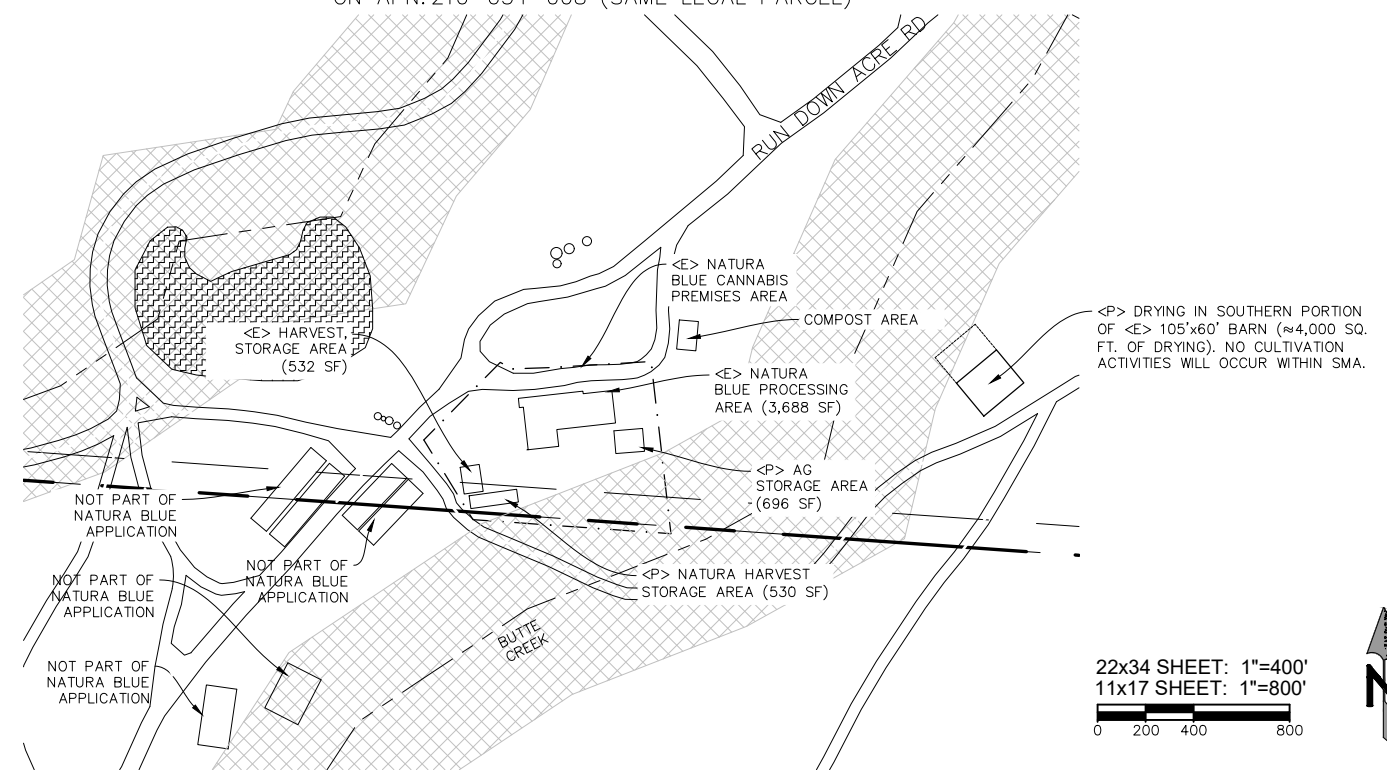 ON APN: 210-051-008 (SAME LEGAL PARCEL)
RUN DOWN ACRE RD
<E> NATURA
BLUE CANNABIS
PREMISES AREA
COMPOST AREA
<P> DRYING IN SOUTHERN PORTION
OF <E> 105'x60' BARN (≈4,000 SQ.
FT. OF DRYING). NO CULTIVATION
ACTIVITIES WILL OCCUR WITHIN SMA.
<E> HARVEST,
STORAGE AREA
(532 SF)
<E> NATURA
BLUE PROCESSING
AREA (3,688 SF)
<P> AG
STORAGE AREA
(696 SF)
NOT PART OF
NATURA BLUE
APPLICATION
NOT PART OF
NATURA BLUE
APPLICATION
NOT PART OF
NATURA BLUE
APPLICATION
<P> NATURA HARVEST
STORAGE AREA (530 SF)
BUTTE
CREEK
NOT PART OF
NATURA BLUE
APPLICATION
22x34 SHEET: 1"=400'
11x17 SHEET: 1"=800'
0 200 400 800
N